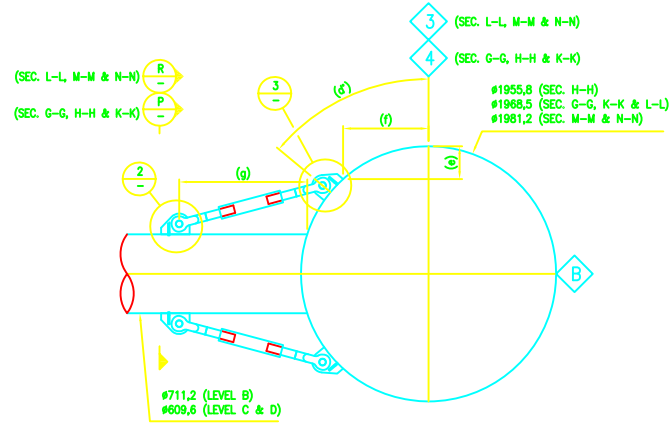 3 (SEC. L-L, M-M & N-N)
4 (SEC. G-G, H-H & K-K)
(SEC. L-L, M-M & N-N) R
-
(SEC. G-G, H-H & K-K) P
-
3
-
(d')
(f)
(e)
ø1955,8 (SEC. H-H)
ø1968,5 (SEC. G-G, K-K & L-L)
ø1981,2 (SEC. M-M & N-N)
2
-
(g)
B
ø711,2 (LEVEL B)
ø609,6 (LEVEL C & D)